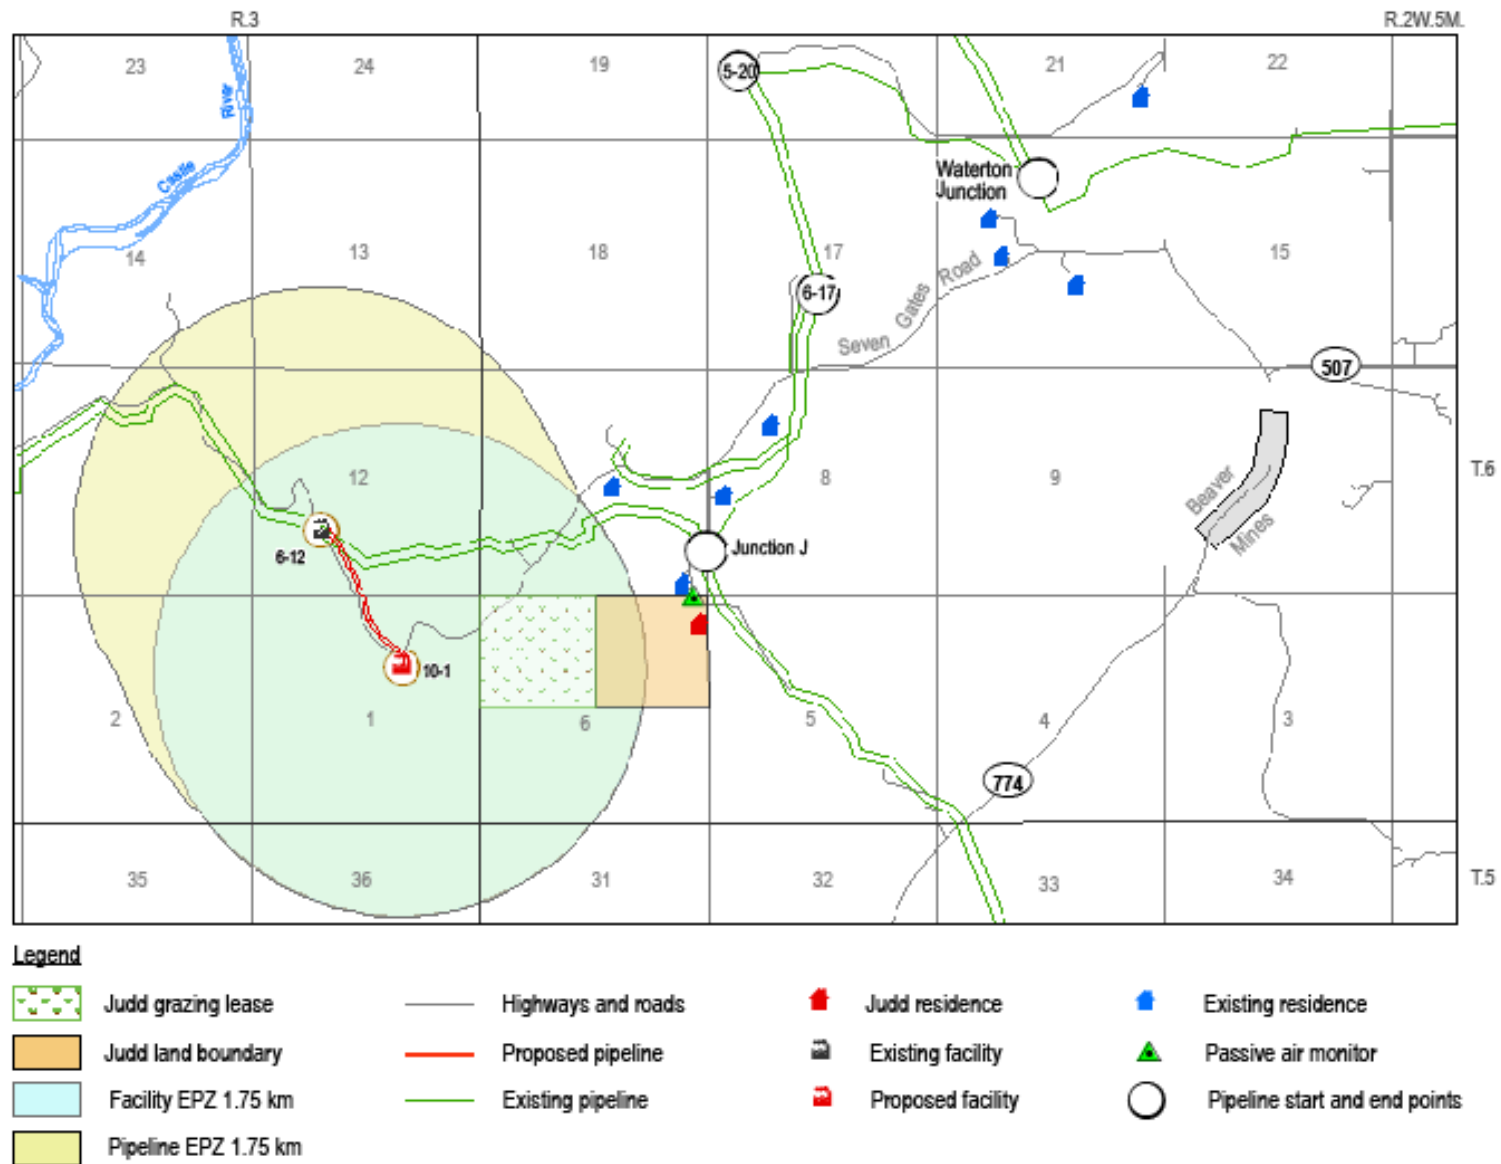 R.3
R.2W.5M.
23
24
19
5-20
21
22
River
Castle
Waterton
Junction
14
13
18
17
15
6-17
Seven Gates Road
507
12
8
9
T.6
Beaver
Mines
6-12
Junction J
10-1
2
1
6
5
4
3
774
35
36
31
32
33
34
T.5
Legend
Judd grazing lease
Highways and roads
Judd residence
Existing residence
Judd land boundary
Proposed pipeline
Existing facility
Passive air monitor
Facility EPZ 1.75 km
Existing pipeline
Proposed facility
Pipeline start and end points
Pipeline EPZ 1.75 km